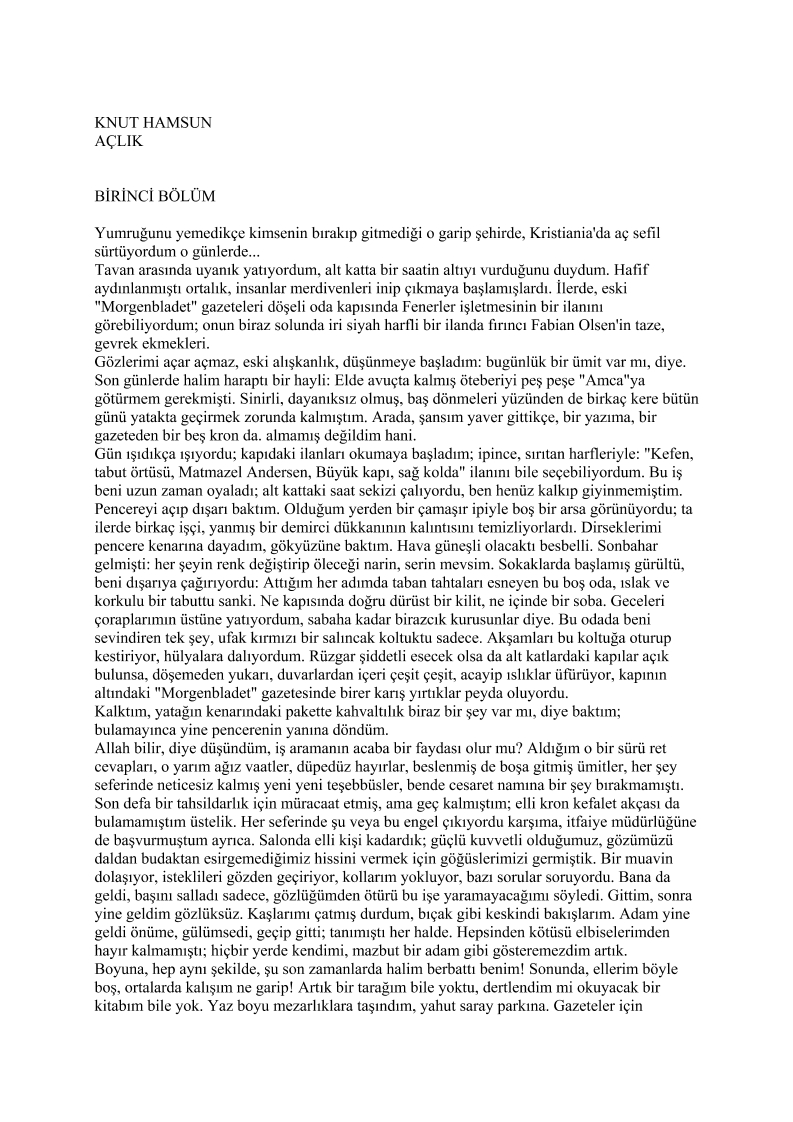 KNUT HAMSUN
AÇLIK
BİRİNCİ BÖLÜM
Yumruğunu yemedikçe kimsenin bırakıp gitmediği o garip şehirde, Kristiania'da aç sefil
sürtüyordum o günlerde...
Tavan arasında uyanık yatıyordum, alt katta bir saatin altıyı vurduğunu duydum. Hafif
aydınlanmıştı ortalık, insanlar merdivenleri inip çıkmaya başlamışlardı. İlerde, eski
"Morgenbladet" gazeteleri döşeli oda kapısında Fenerler işletmesinin bir ilanını
görebiliyordum; onun biraz solunda iri siyah harfli bir ilanda fırıncı Fabian Olsen'in taze,
gevrek ekmekleri.
Gözlerimi açar açmaz, eski alışkanlık, düşünmeye başladım: bugünlük bir ümit var mı, diye.
Son günlerde halim haraptı bir hayli: Elde avuçta kalmış öteberiyi peş peşe "Amca"ya
götürmem gerekmişti. Sinirli, dayanıksız olmuş, baş dönmeleri yüzünden de birkaç kere bütün
günü yatakta geçirmek zorunda kalmıştım. Arada, şansım yaver gittikçe, bir yazıma, bir
gazeteden bir beş kron da. almamış değildim hani.
Gün ışıdıkça ışıyordu; kapıdaki ilanları okumaya başladım; ipince, sırıtan harfleriyle: "Kefen,
tabut örtüsü, Matmazel Andersen, Büyük kapı, sağ kolda" ilanını bile seçebiliyordum. Bu iş
beni uzun zaman oyaladı; alt kattaki saat sekizi çalıyordu, ben henüz kalkıp giyinmemiştim.
Pencereyi açıp dışarı baktım. Olduğum yerden bir çamaşır ipiyle boş bir arsa görünüyordu; ta
ilerde birkaç işçi, yanmış bir demirci dükkanının kalıntısını temizliyorlardı. Dirseklerimi
pencere kenarına dayadım, gökyüzüne baktım. Hava güneşli olacaktı besbelli. Sonbahar
gelmişti: her şeyin renk değiştirip öleceği narin, serin mevsim. Sokaklarda başlamış gürültü,
beni dışarıya çağırıyordu: Attığım her adımda taban tahtaları esneyen bu boş oda, ıslak ve
korkulu bir tabuttu sanki. Ne kapısında doğru dürüst bir kilit, ne içinde bir soba. Geceleri
çoraplarımın üstüne yatıyordum, sabaha kadar birazcık kurusunlar diye. Bu odada beni
sevindiren tek şey, ufak kırmızı bir salıncak koltuktu sadece. Akşamları bu koltuğa oturup
kestiriyor, hülyalara dalıyordum. Rüzgar şiddetli esecek olsa da alt katlardaki kapılar açık
bulunsa, döşemeden yukarı, duvarlardan içeri çeşit çeşit, acayip ıslıklar üfürüyor, kapının
altındaki "Morgenbladet" gazetesinde birer karış yırtıklar peyda oluyordu.
Kalktım, yatağın kenarındaki pakette kahvaltılık biraz bir şey var mı, diye baktım;
bulamayınca yine pencerenin yanına döndüm.
Allah bilir, diye düşündüm, iş aramanın acaba bir faydası olur mu? Aldığım o bir sürü ret
cevapları, o yarım ağız vaatler, düpedüz hayırlar, beslenmiş de boşa gitmiş ümitler, her şey
seferinde neticesiz kalmış yeni yeni teşebbüsler, bende cesaret namına bir şey bırakmamıştı.
Son defa bir tahsildarlık için müracaat etmiş, ama geç kalmıştım; elli kron kefalet akçası da
bulamamıştım üstelik. Her seferinde şu veya bu engel çıkıyordu karşıma, itfaiye müdürlüğüne
de başvurmuştum ayrıca. Salonda elli kişi kadardık; güçlü kuvvetli olduğumuz, gözümüzü
daldan budaktan esirgemediğimiz hissini vermek için göğüslerimizi germiştik. Bir muavin
dolaşıyor, isteklileri gözden geçiriyor, kollarım yokluyor, bazı sorular soruyordu. Bana da
geldi, başını salladı sadece, gözlüğümden ötürü bu işe yaramayacağımı söyledi. Gittim, sonra
yine geldim gözlüksüz. Kaşlarımı çatmış durdum, bıçak gibi keskindi bakışlarım. Adam yine
geldi önüme, gülümsedi, geçip gitti; tanımıştı her halde. Hepsinden kötüsü elbiselerimden
hayır kalmamıştı; hiçbir yerde kendimi, mazbut bir adam gibi gösteremezdim artık.
Boyuna, hep aynı şekilde, şu son zamanlarda halim berbattı benim! Sonunda, ellerim böyle
boş, ortalarda kalışım ne garip! Artık bir tarağım bile yoktu, dertlendim mi okuyacak bir
kitabım bile yok. Yaz boyu mezarlıklara taşındım, yahut saray parkına. Gazeteler için